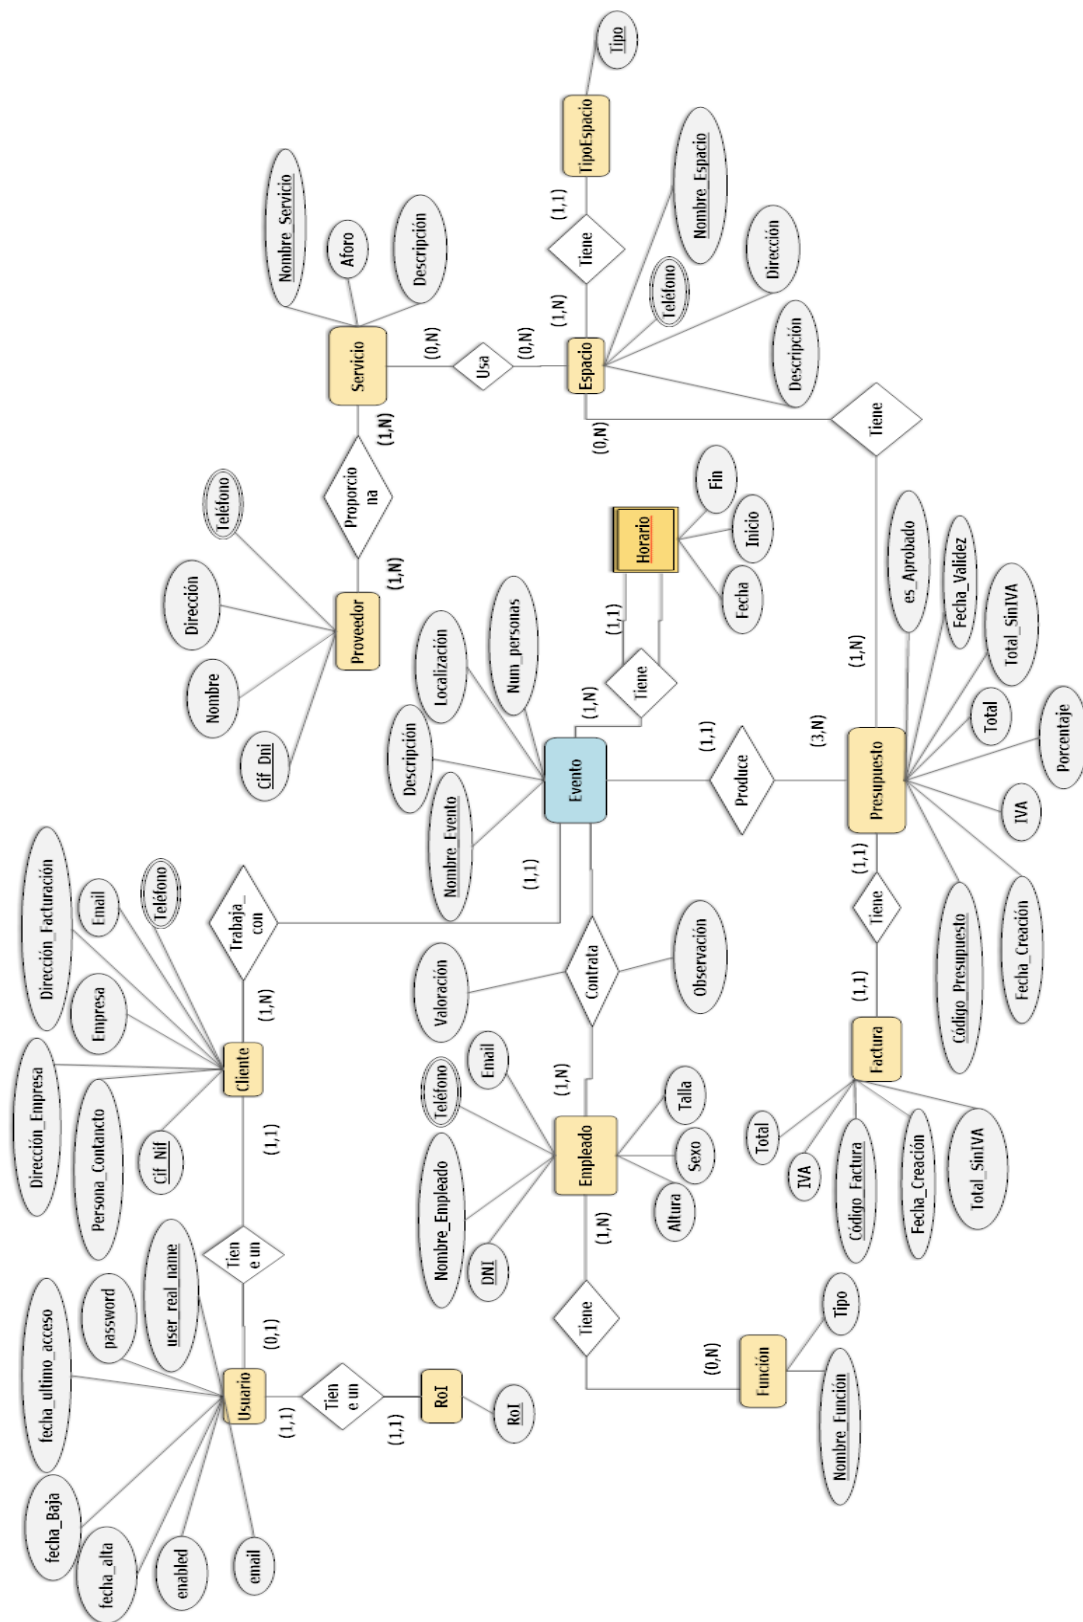 fecha_Baja
fecha_alta
enabled
email
fecha_ultimo_acceso
password
user_real_name
Usuario
(0,1)
Tien
e un
(1,1)
Dirección_Empresa
Persona_Contancto
Cif_Nif
Empresa
Dirección_Facturación
Email
Teléfono
Cliente
(1,N)
Trabaja_
con
(1,1)
(1,1)
Tien
e un
(1,1)
Rol
Rol
Cif_Dni
Nombre
Dirección
Teléfono
Proveedor
(1,N)
Proporcio
na
(1,N)
Servicio
Nombre_Servicio
Aforo
Descripción
(0,N)
Usa
(0,N)
Nombre_Evento
Descripción
Localización
Num_personas
Evento
(1,N)
Tiene
(1,1)
Horario
Fecha
Inicio
Fin
Valoración
Contrata
Observación
(1,N)
DNI
Nombre_Empleado
Teléfono
Email
Empleado
Altura
Sexo
Talla
(1,N)
Tiene
(0,N)
Función
Nombre_Función
Tipo
(1,1)
Produce
(3,N)
Espacio
(1,N)
Tiene
(1,1)
TipoEspacio
Tipo
Descripción
Teléfono
Dirección
Nombre_Espacio
(0,N)
Tiene
(1,N)
Total
IVA
Código_Factura
Fecha_Creación
Total_SinIVA
Factura
(1,1)
Tiene
(1,1)
Presupuesto
Código_Presupuesto
Fecha_Creación
IVA
Porcentaje
Total
Total_SinIVA
Fecha_Validez
es_Aprobado